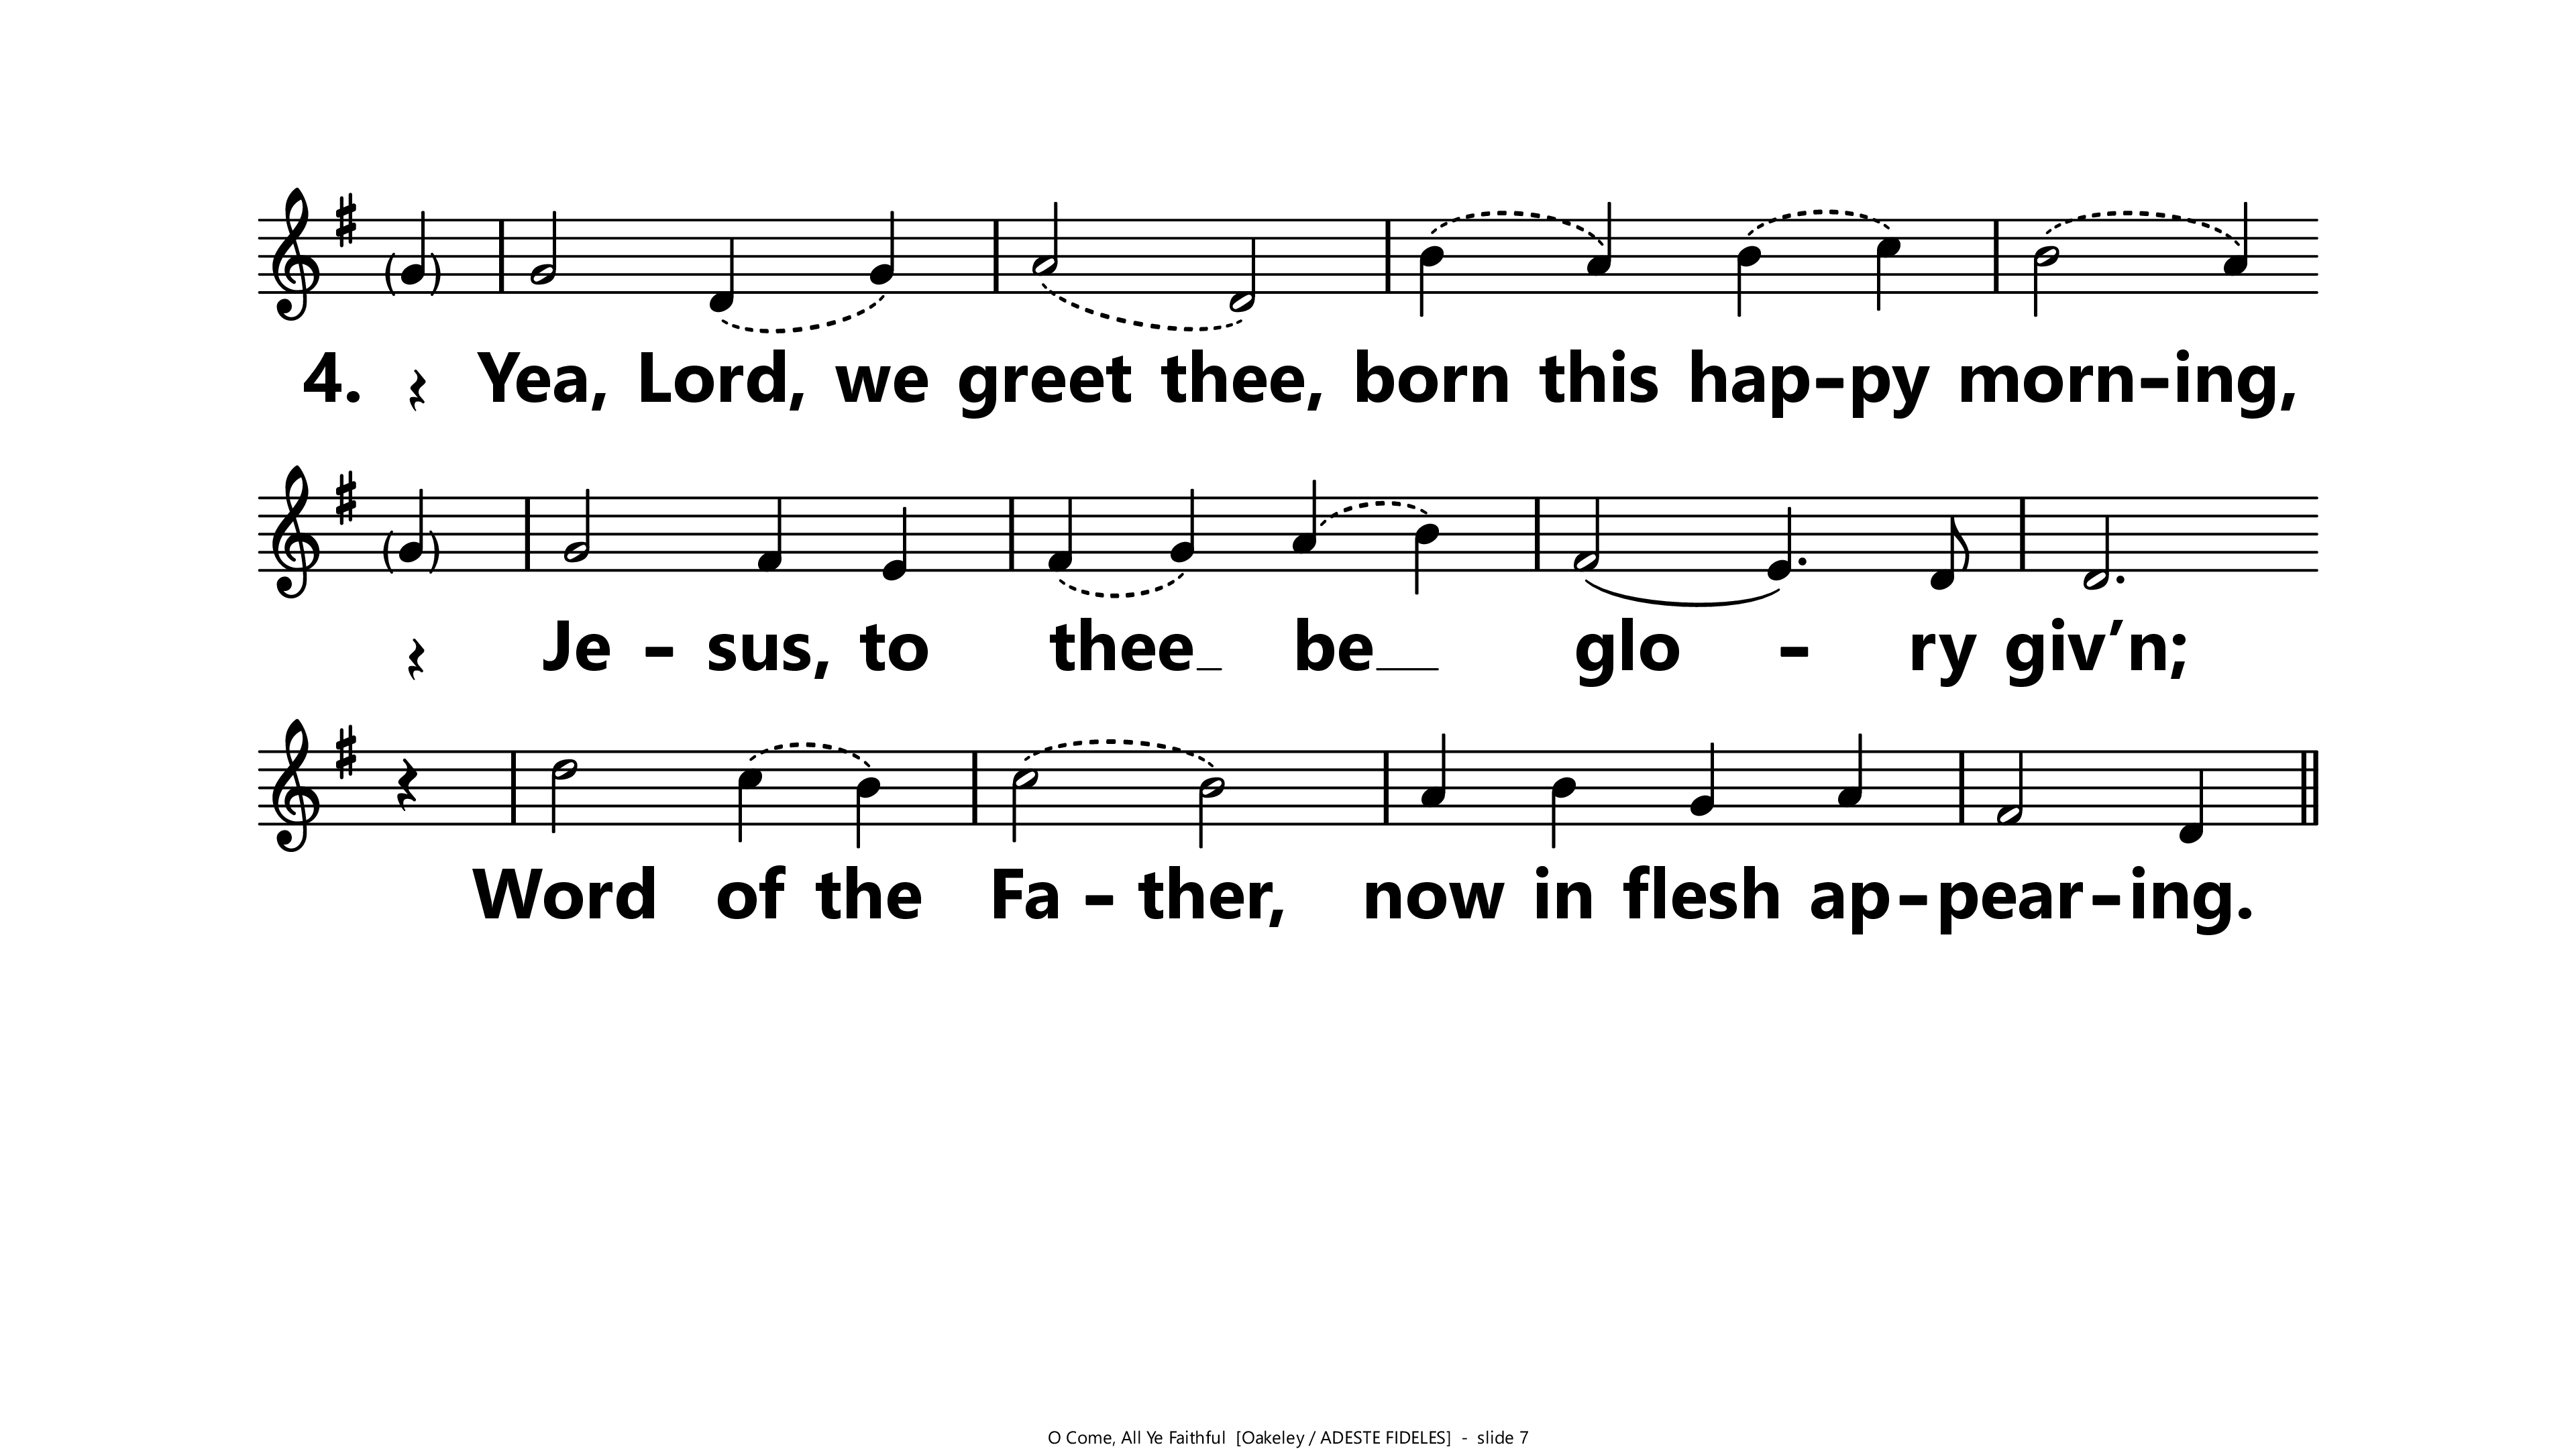 4. Yea, Lord, we greet thee, born this hap-py morn-ing,
Je - sus, to thee_ be__ glo - ry giv’n;
Word of the Fa - ther, now in flesh ap-pear-ing.
O Come, All Ye Faithful [Oakeley / ADESTE FIDELES] - slide 7